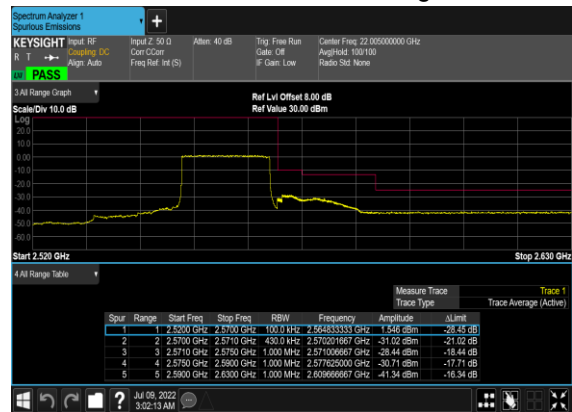 Spectrum Analyzer 1
Spurious Emissions
KEYSIGHT Input: RF Input Z: 50 Ω Atten: 40 dB Trig: Free Run Center Freq: 22.005000000 GHz
R T Coupling: DC Corr CCorr Gate: Off Avg|Hold: 100/100
Align: Auto Freq Ref: Int (S) IF Gain: Low Radio Std: None
PASS
3 All Range Graph Ref Lvl Offset 8.00 dB
Scale/Div 10.0 dB Ref Value 30.00 dBm
Log
20.0
10.0
0.00
-10.0
-20.0
-30.0
-40.0
-50.0
-60.0
Start 2.520 GHz Stop 2.630 GHz
4 All Range Table
Measure Trace Trace 1
Trace Type Trace Average (Active)
Spur Range Start Freq Stop Freq RBW Frequency Amplitude ΔLimit
1 1 2.5200 GHz 2.5700 GHz 100.0 kHz 2.564833333 GHz 1.546 dBm -28.45 dB
2 2 2.5700 GHz 2.5710 GHz 430.0 kHz 2.570201667 GHz -31.02 dBm -21.02 dB
3 3 2.5710 GHz 2.5750 GHz 1.000 MHz 2.571006667 GHz -28.44 dBm -18.44 dB
4 4 2.5750 GHz 2.5900 GHz 1.000 MHz 2.577625000 GHz -30.71 dBm -17.71 dB
5 5 2.5900 GHz 2.6300 GHz 1.000 MHz 2.609666667 GHz -41.34 dBm -16.34 dB
? Jul 09, 2022
3:02:13 AM